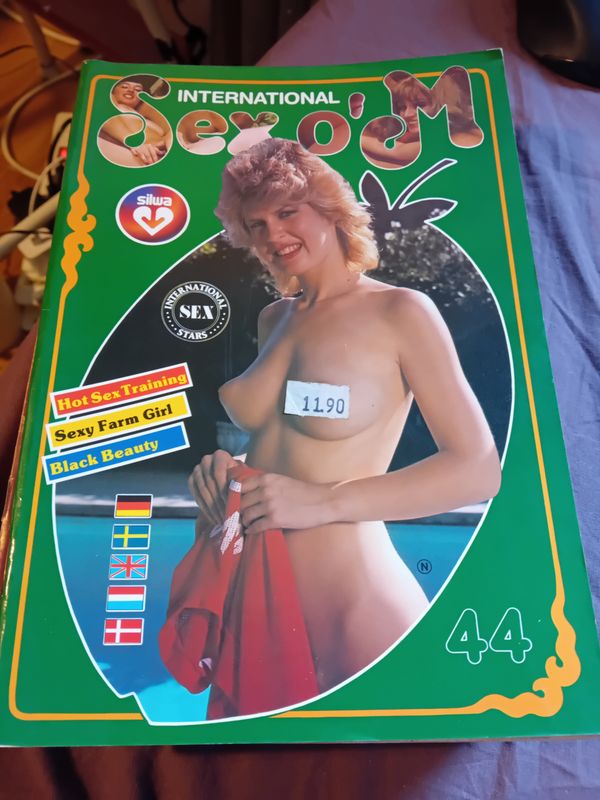 INTERNATIONAL
Sex o' M
silwa
INTERNATIONAL
SEX
STARS
Hot Sex Training
Sexy Farm Girl
Black Beauty
11.90
N
44